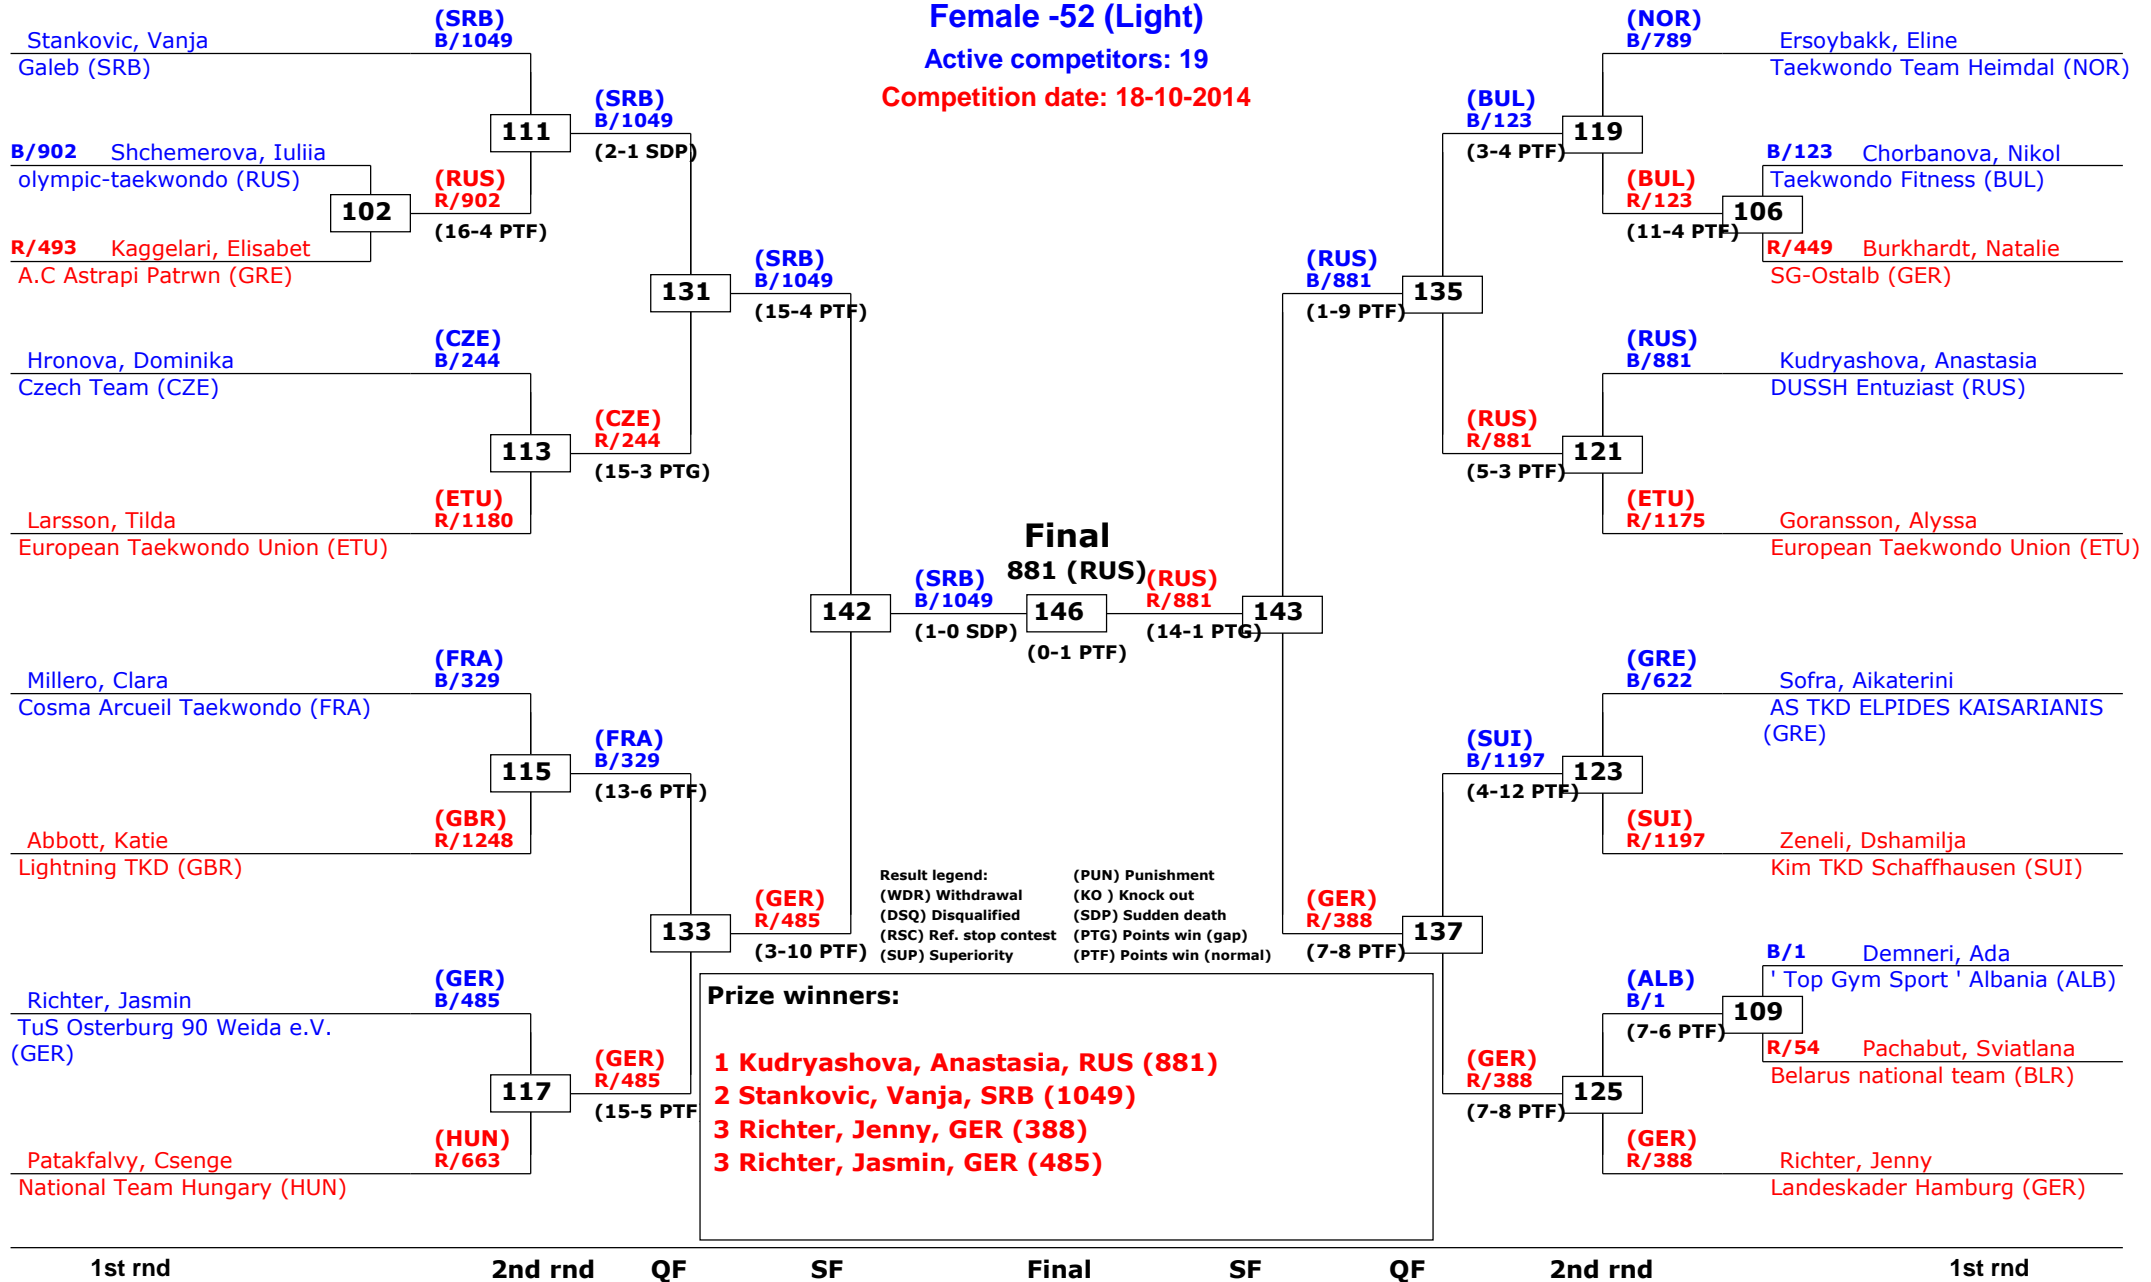 Female -52 (Light)
Active competitors: 19
Competition date: 18-10-2014
Stankovic, Vanja
Galeb (SRB)
(SRB)
B/1049
B/902 Shchemerova, Iuliia
olympic-taekwondo (RUS)
R/493 Kaggelari, Elisabet
A.C Astrapi Patrwn (GRE)
102
(RUS)
R/902
(16-4 PTF)
111
(SRB)
B/1049
(2-1 SDP)
Hronova, Dominika
Czech Team (CZE)
(CZE)
B/244
Larsson, Tilda
European Taekwondo Union (ETU)
(ETU)
R/1180
113
(CZE)
R/244
(15-3 PTG)
131
(SRB)
B/1049
(15-4 PTF)
Millero, Clara
Cosma Arcueil Taekwondo (FRA)
(FRA)
B/329
Abbott, Katie
Lightning TKD (GBR)
(GBR)
R/1248
115
(FRA)
B/329
(13-6 PTF)
Richter, Jasmin
TuS Osterburg 90 Weida e.V.
(GER)
(GER)
B/485
Patakfalvy, Csenge
National Team Hungary (HUN)
(HUN)
R/663
117
(GER)
R/485
(15-5 PTF
133
(GER)
R/485
(3-10 PTF)
142
(SRB)
B/1049
(1-0 SDP)
Final
881 (RUS)
146
(0-1 PTF)
(RUS)
R/881
(14-1 PTG)
143
(NOR)
B/789
Ersoybakk, Eline
Taekwondo Team Heimdal (NOR)
B/123 Chorbanova, Nikol
Taekwondo Fitness (BUL)
R/449 Burkhardt, Natalie
SG-Ostalb (GER)
106
(BUL)
R/123
(11-4 PTF)
119
(BUL)
B/123
(3-4 PTF)
(RUS)
B/881
Kudryashova, Anastasia
DUSSH Entuziast (RUS)
(ETU)
R/1175
Goransson, Alyssa
European Taekwondo Union (ETU)
121
(RUS)
R/881
(5-3 PTF)
135
(RUS)
B/881
(1-9 PTF)
(GRE)
B/622
Sofra, Aikaterini
AS TKD ELPIDES KAISARIANIS
(GRE)
(SUI)
R/1197
Zeneli, Dshamilja
Kim TKD Schaffhausen (SUI)
123
(SUI)
B/1197
(4-12 PTF)
B/1 Demneri, Ada
' Top Gym Sport ' Albania (ALB)
R/54 Pachabut, Sviatlana
Belarus national team (BLR)
109
(ALB)
B/1
(7-6 PTF)
(GER)
R/388
Richter, Jenny
Landeskader Hamburg (GER)
125
(GER)
R/388
(7-8 PTF)
137
(GER)
R/388
(7-8 PTF)
Result legend:
(WDR) Withdrawal
(DSQ) Disqualified
(RSC) Ref. stop contest
(SUP) Superiority
(PUN) Punishment
(KO ) Knock out
(SDP) Sudden death
(PTG) Points win (gap)
(PTF) Points win (normal)
Prize winners:
1 Kudryashova, Anastasia, RUS (881)
2 Stankovic, Vanja, SRB (1049)
3 Richter, Jenny, GER (388)
3 Richter, Jasmin, GER (485)
1st rnd 2nd rnd QF SF Final SF QF 2nd rnd 1st rnd